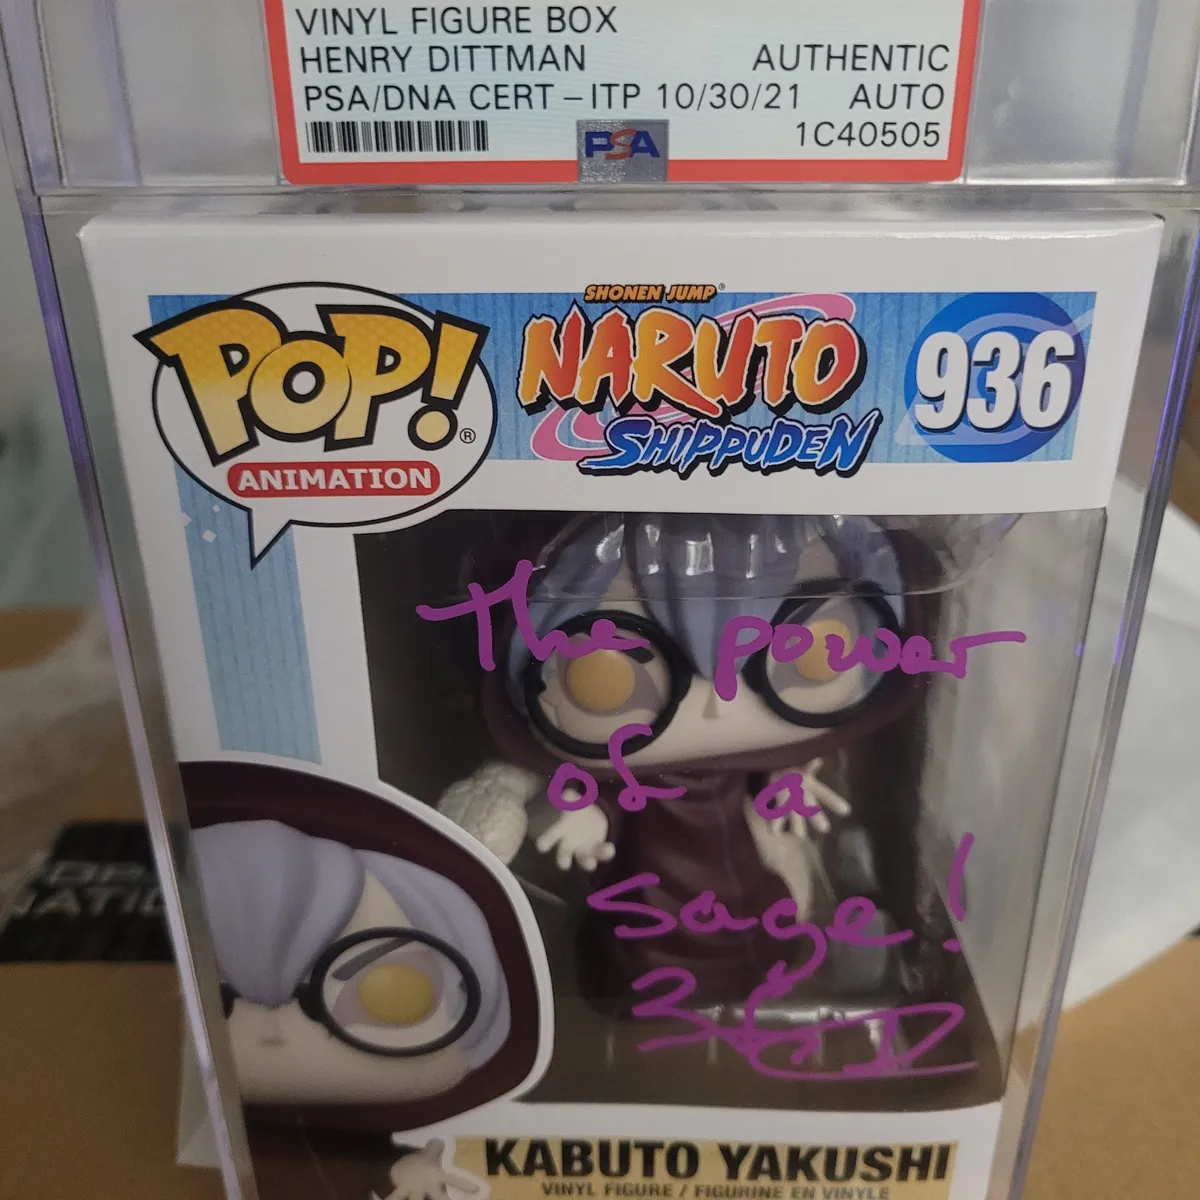 VINYL FIGURE BOX
HENRY DITTMAN AUTHENTIC
PSA/DNA CERT – ITP 10/30/21 AUTO
PSA 1C40505
SHONEN JUMP®
POP!® NARUTO 936
SHIPPUDEN
ANIMATION
The power
of a
sage!
KABUTO YAKUSHI
VINYL FIGURE / FIGURINE EN VINYLE